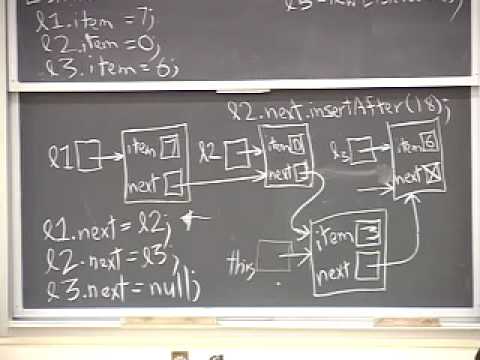 l1.item = 7;
l2.item = 0;
l3.item = 6;
l2.next.insertAfter(18);
l1
item 7
next
l2
item 0
next
l3
item 6
next X
l1.next = l2;
l2.next = l3;
l3.next = null;
this
item 3
next